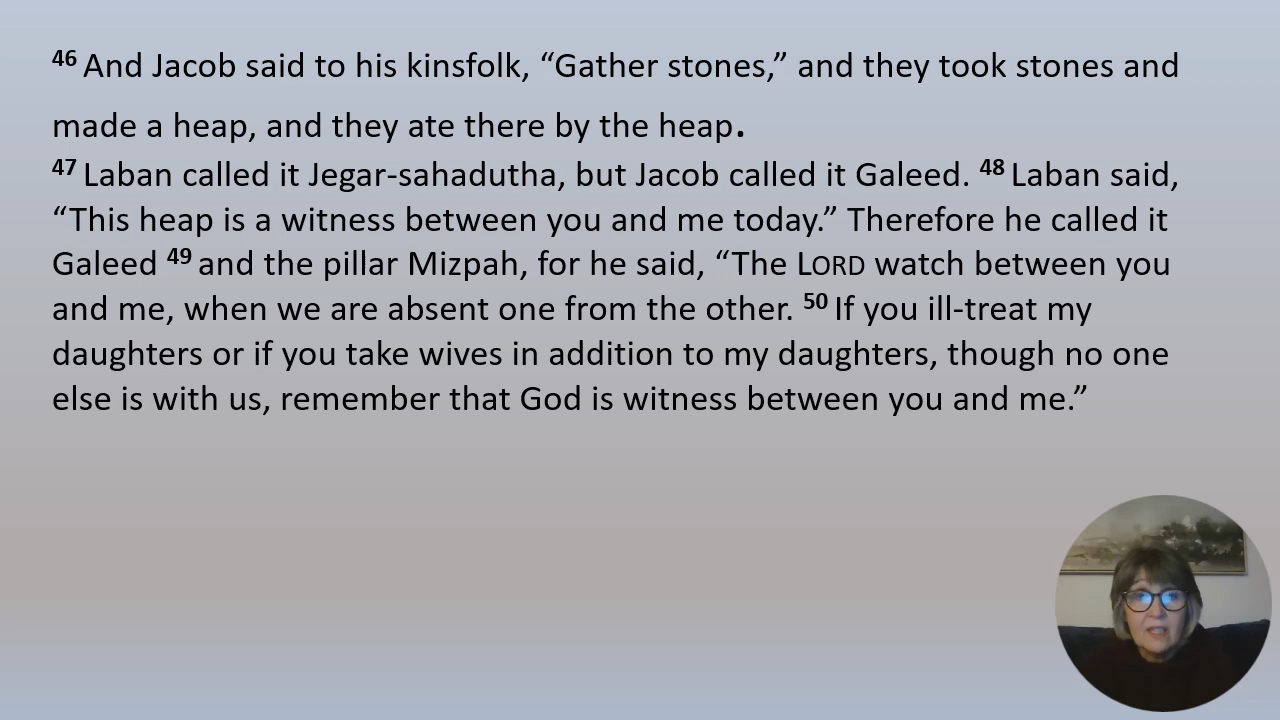 46 And Jacob said to his kinsfolk, “Gather stones,” and they took stones and
made a heap, and they ate there by the heap.
47 Laban called it Jegar-sahadutha, but Jacob called it Galeed. 48 Laban said,
“This heap is a witness between you and me today.” Therefore he called it
Galeed 49 and the pillar Mizpah, for he said, “The LORD watch between you
and me, when we are absent one from the other. 50 If you ill-treat my
daughters or if you take wives in addition to my daughters, though no one
else is with us, remember that God is witness between you and me.”